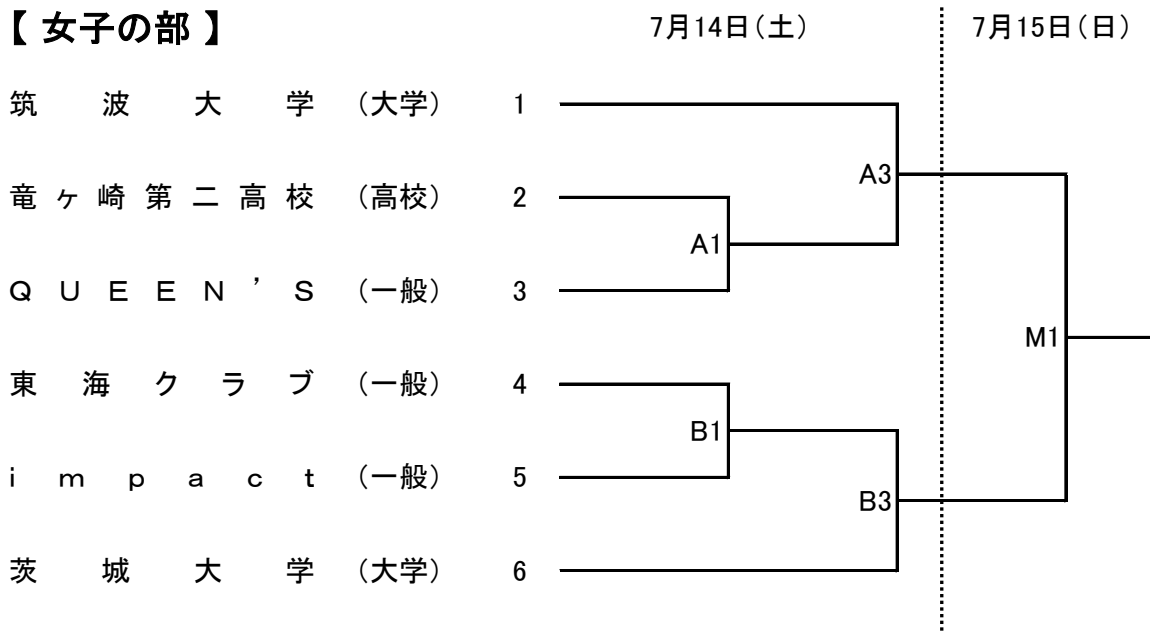 【 女子の部 】 7月14日(土) 7月15日(日)
筑波大学 (大学) 1
A3
竜ヶ崎第二高校 (高校) 2
A1
QUEEN’S (一般) 3
M1
東海クラブ (一般) 4
B1
impact (一般) 5
B3
茨城大学 (大学) 6